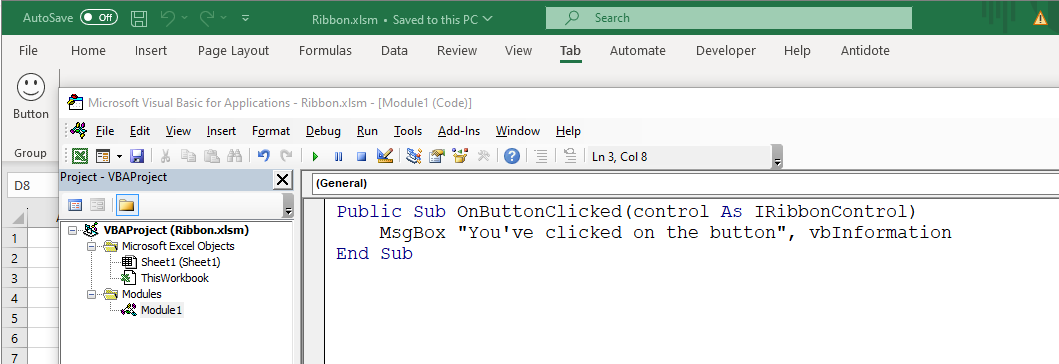 AutoSave Off Ribbon.xlsm • Saved to this PC Search
File Home Insert Page Layout Formulas Data Review View Tab Automate Developer Help Antidote
Button
Group
Microsoft Visual Basic for Applications - Ribbon.xlsm - [Module1 (Code)]
File Edit View Insert Format Debug Run Tools Add-Ins Window Help
Ln 3, Col 8
Project - VBAProject
(General)
D8
VBAProject (Ribbon.xlsm)
Microsoft Excel Objects
Sheet1 (Sheet1)
ThisWorkbook
Modules
Module1
1
2
3
4
5
6
7
Public Sub OnButtonClicked(control As IRibbonControl)
MsgBox "You've clicked on the button", vbInformation
End Sub